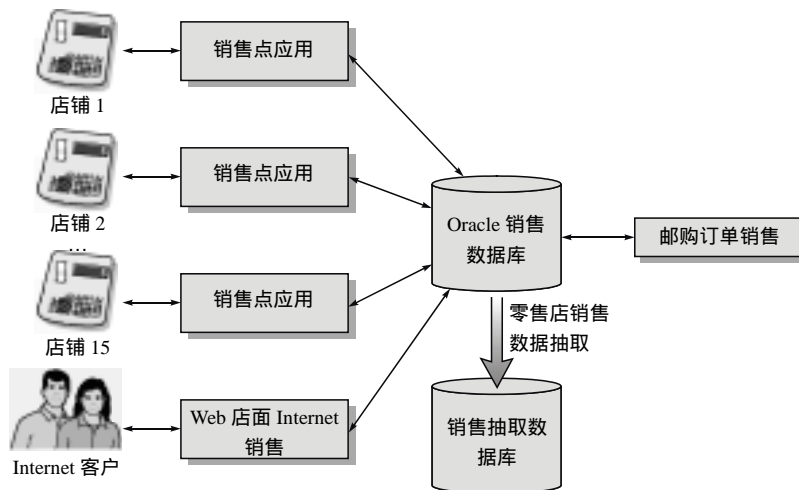 销售点应用
店铺 1
销售点应用
店铺 2
…
Oracle 销售
数据库
邮购订单销售
销售点应用
店铺 15
零售店销售
数据抽取
Web 店面 Internet
销售
Internet 客户
销售抽取数
据库